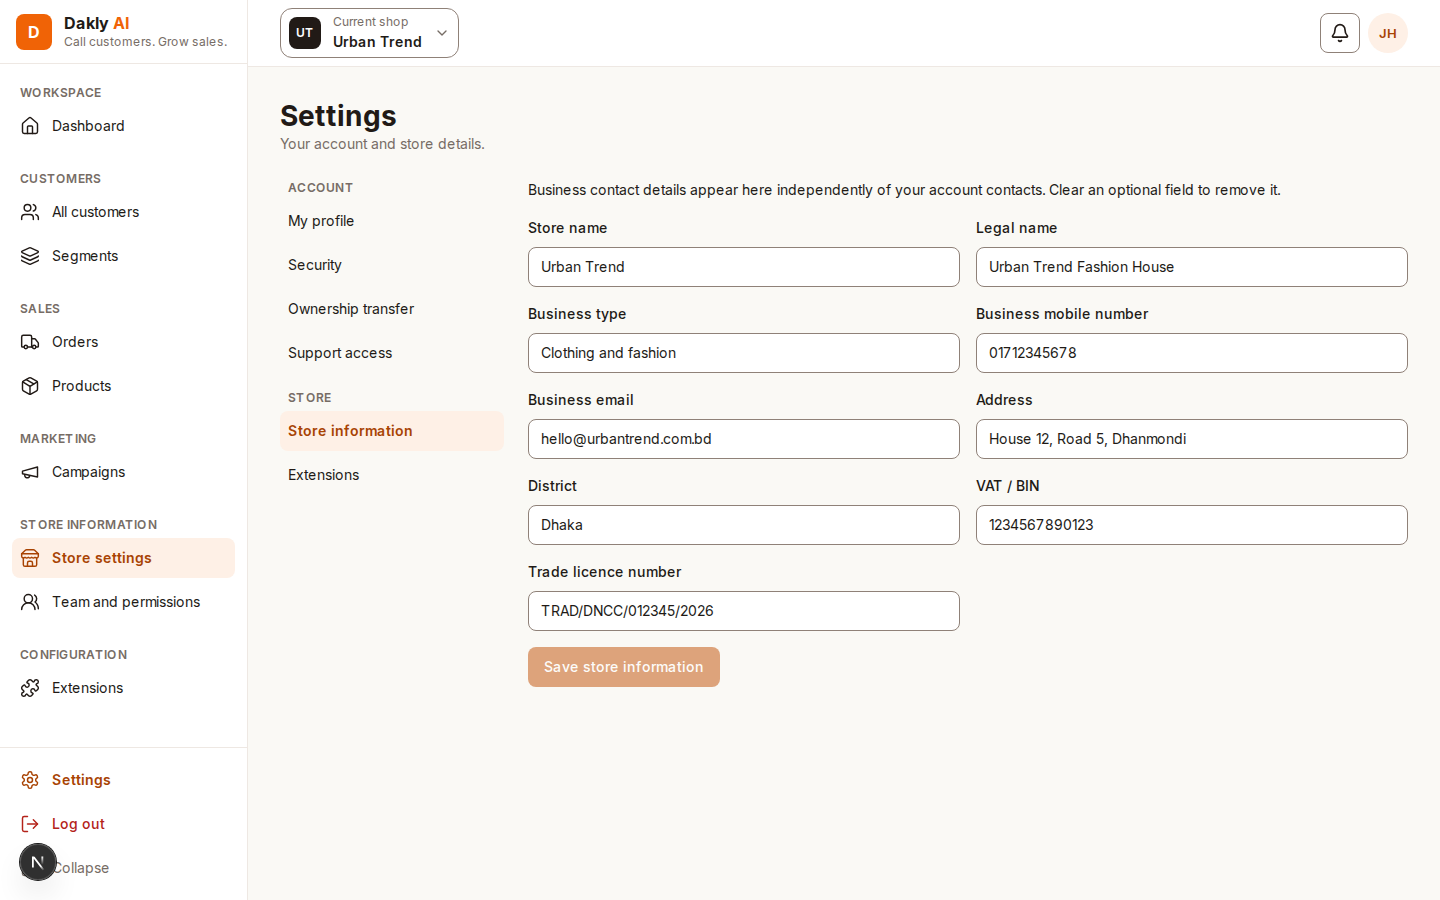 D
Dakly AI
Call customers. Grow sales.
WORKSPACE
Dashboard
CUSTOMERS
All customers
Segments
SALES
Orders
Products
MARKETING
Campaigns
STORE INFORMATION
Store settings
Team and permissions
CONFIGURATION
Extensions
Settings
Log out
N
Collapse
UT
Current shop
Urban Trend
JH
Settings
Your account and store details.
ACCOUNT
My profile
Security
Ownership transfer
Support access
STORE
Store information
Extensions
Business contact details appear here independently of your account contacts. Clear an optional field to remove it.
Store name
Urban Trend
Legal name
Urban Trend Fashion House
Business type
Clothing and fashion
Business mobile number
01712345678
Business email
hello@urbantrend.com.bd
Address
House 12, Road 5, Dhanmondi
District
Dhaka
VAT / BIN
1234567890123
Trade licence number
TRAD/DNCC/012345/2026
Save store information